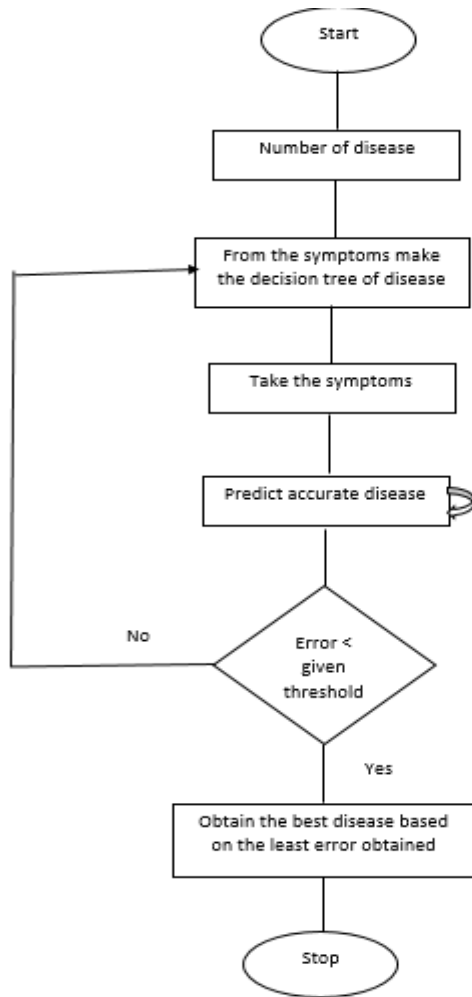 Start
Number of disease
From the symptoms make
the decision tree of disease
Take the symptoms
Predict accurate disease
No
Error <
given
threshold
Yes
Obtain the best disease based
on the least error obtained
Stop